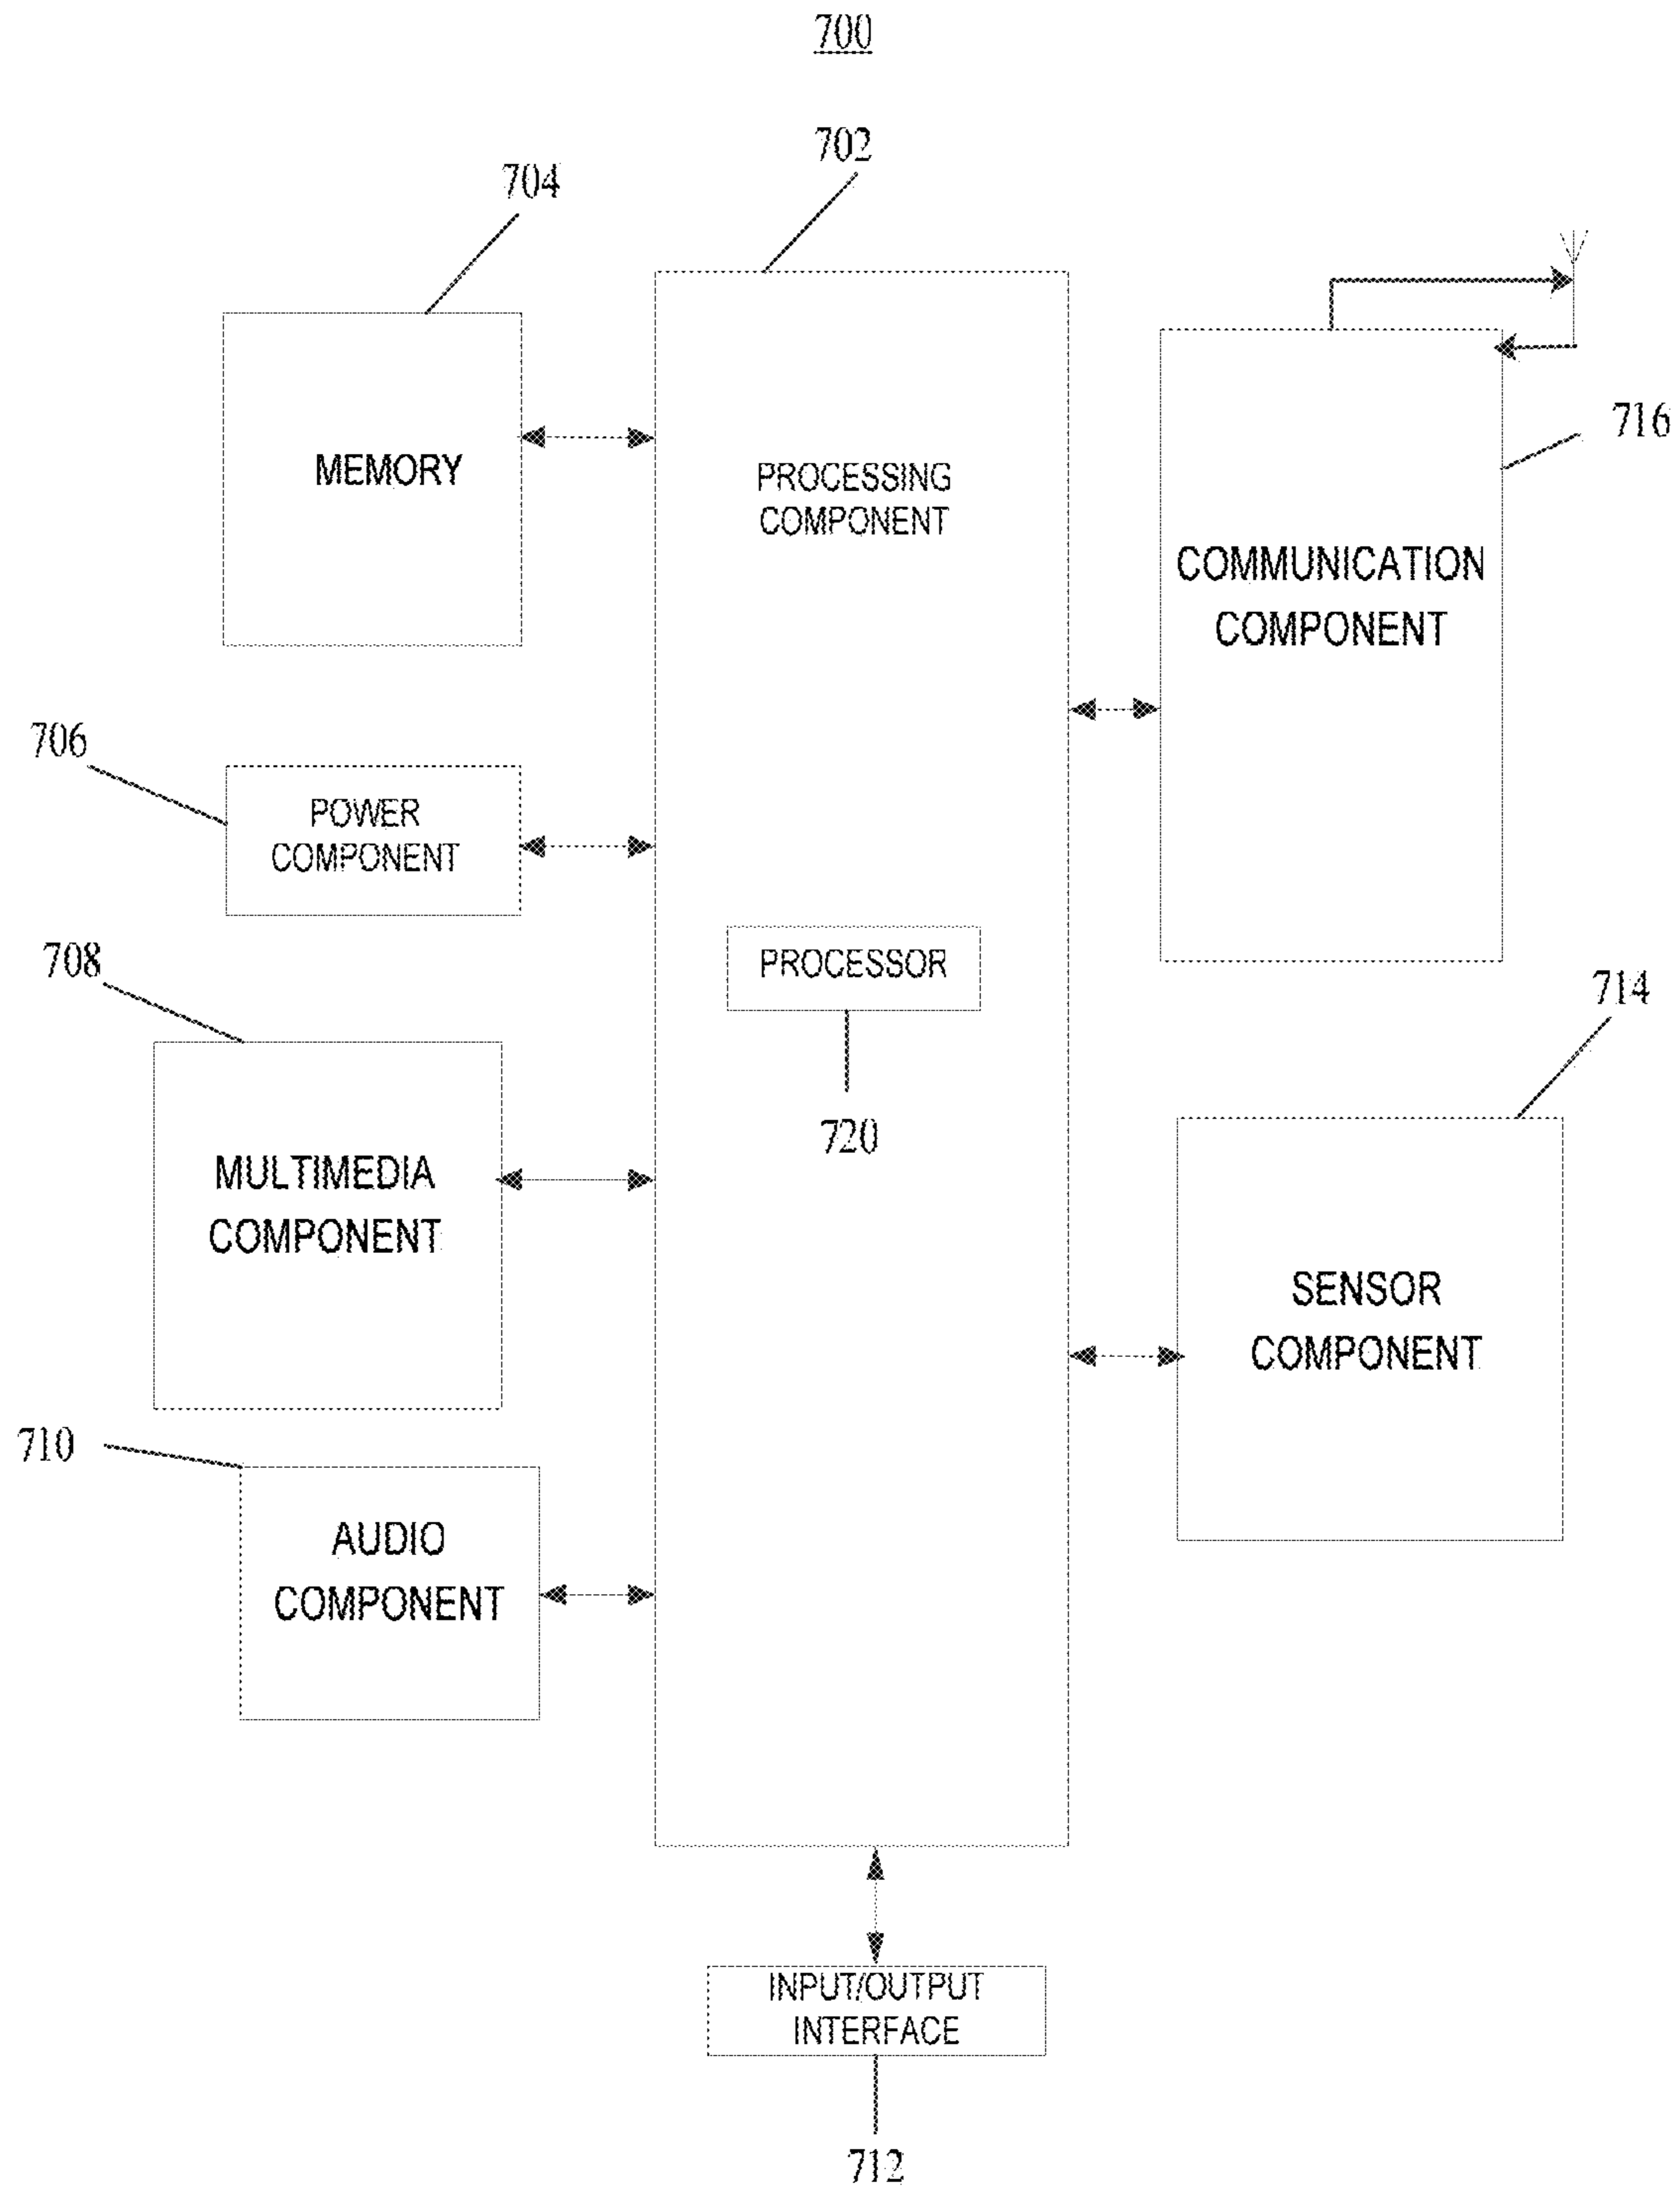 700
702
704
MEMORY
PROCESSING
COMPONENT
716
COMMUNICATION
COMPONENT
706
POWER
COMPONENT
708
PROCESSOR
714
720
MULTIMEDIA
COMPONENT
SENSOR
COMPONENT
710
AUDIO
COMPONENT
INPUT/OUTPUT
INTERFACE
712